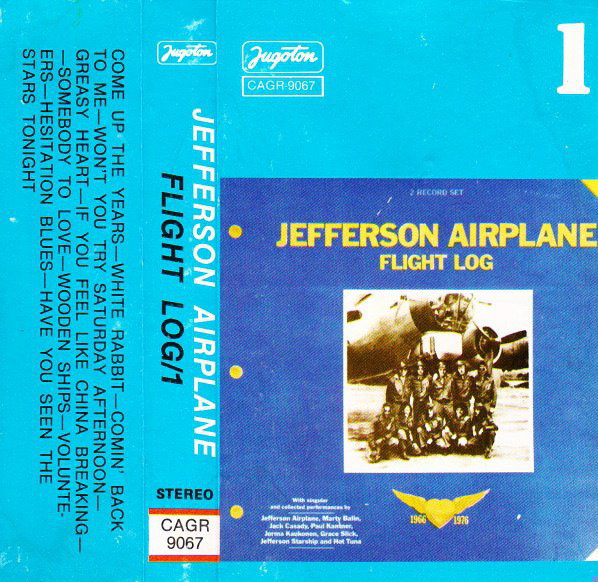 COME UP THE YEARS—WHITE RABBIT—COMIN' BACK
TO ME—WON'T YOU TRY SATURDAY AFTERNOON—
GREASY HEART—IF YOU FEEL LIKE CHINA BREAKING—
—SOMEBODY TO LOVE—WOODEN SHIPS—VOLUNTE-
ERS—HESITATION BLUES—HAVE YOU SEEN THE
STARS TONIGHT
Jugoton
JEFFERSON AIRPLANE
FLIGHT LOG/1
STEREO
CAGR
9067
Jugoton
CAGR-9067
1
2 RECORD SET
JEFFERSON AIRPLANE
FLIGHT LOG
1966 1976
With singular
and collected performances by
Jefferson Airplane, Marty Balin,
Jack Casady, Paul Kantner,
Jorma Kaukonen, Grace Slick,
Jefferson Starship and Hot Tuna